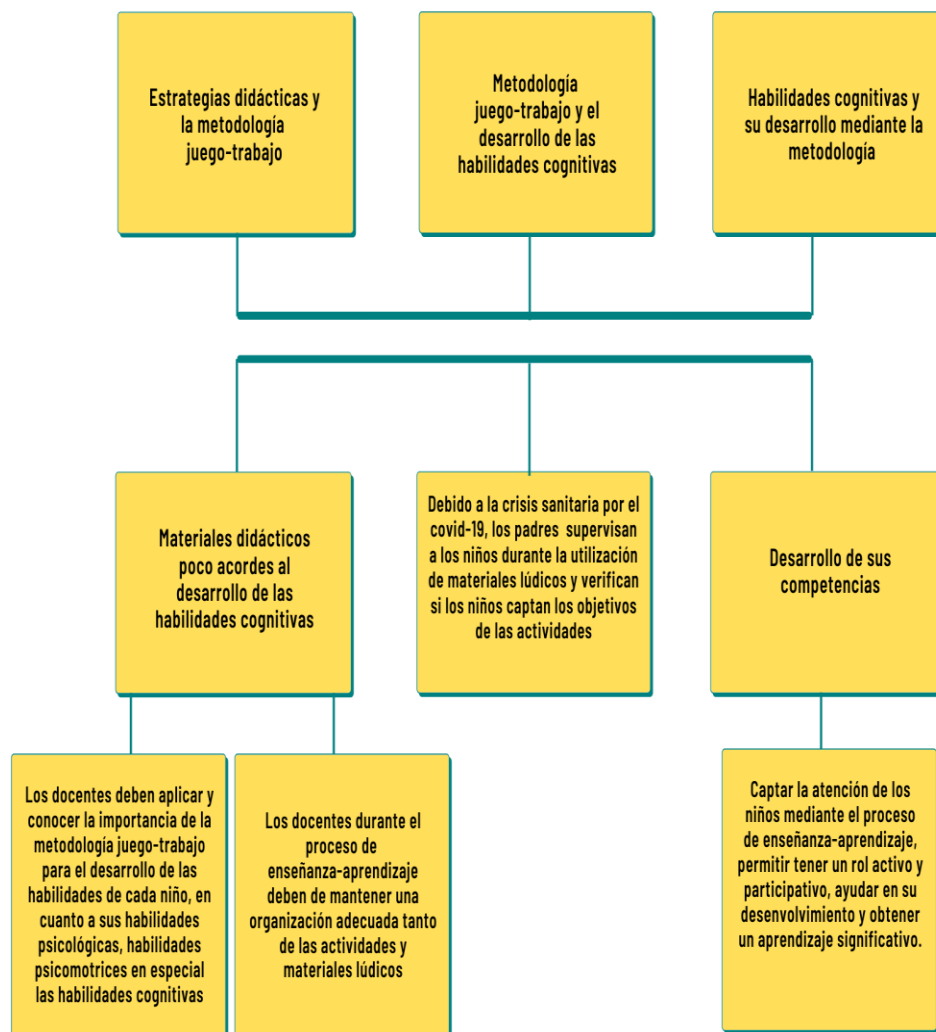 Estrategias didácticas y
la metodología
juego-trabajo
Metodología
juego-trabajo y el
desarrollo de las
habilidades cognitivas
Habilidades cognitivas y
su desarrollo mediante la
metodología
Materiales didácticos
poco acordes al
desarrollo de las
habilidades cognitivas
Debido a la crisis sanitaria por el
covid-19, los padres supervisan
a los niños durante la utilización
de materiales lúdicos y verifican
si los niños captan los objetivos
de las actividades
Desarrollo de sus
competencias
Los docentes deben aplicar y
conocer la importancia de la
metodología juego-trabajo
para el desarrollo de las
habilidades de cada niño, en
cuanto a sus habilidades
psicológicas, habilidades
psicomotrices en especial
las habilidades cognitivas
Los docentes durante el
proceso de
enseñanza-aprendizaje
deben de mantener una
organización adecuada tanto
de las actividades y
materiales lúdicos
Captar la atención de los
niños mediante el proceso
de enseñanza-aprendizaje,
permitir tener un rol activo y
participativo, ayudar en su
desenvolvimiento y obtener
un aprendizaje significativo.